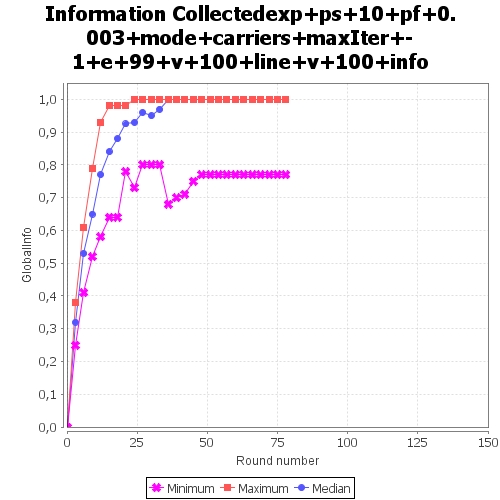 Information Collectedexp+ps+10+pf+0.
003+mode+carriers+maxIter+-
1+e+99+v+100+line+v+100+info
GlobalInfo
1,0
0,9
0,8
0,7
0,6
0,5
0,4
0,3
0,2
0,1
0,0
0 25 50 75 100 125 150
Round number
Minimum Maximum Median